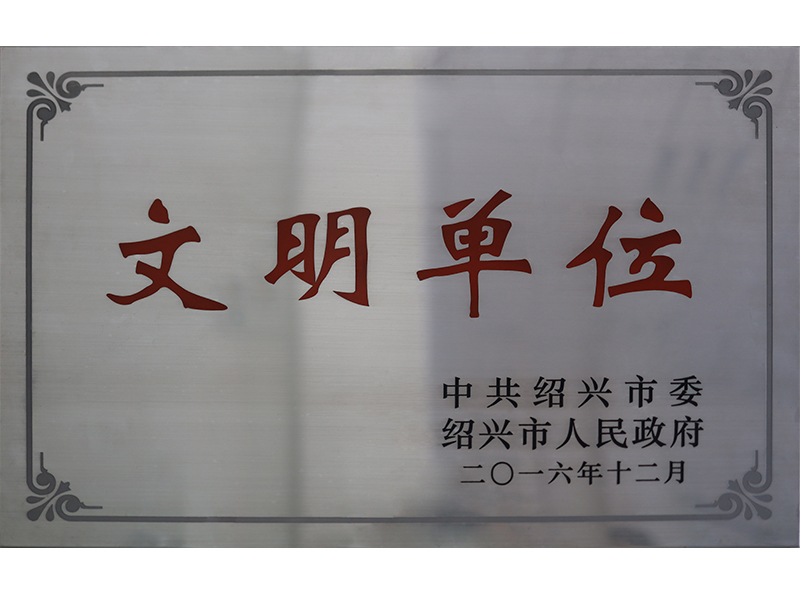 文明单位
中共绍兴市委
绍兴市人民政府
二〇一六年十二月